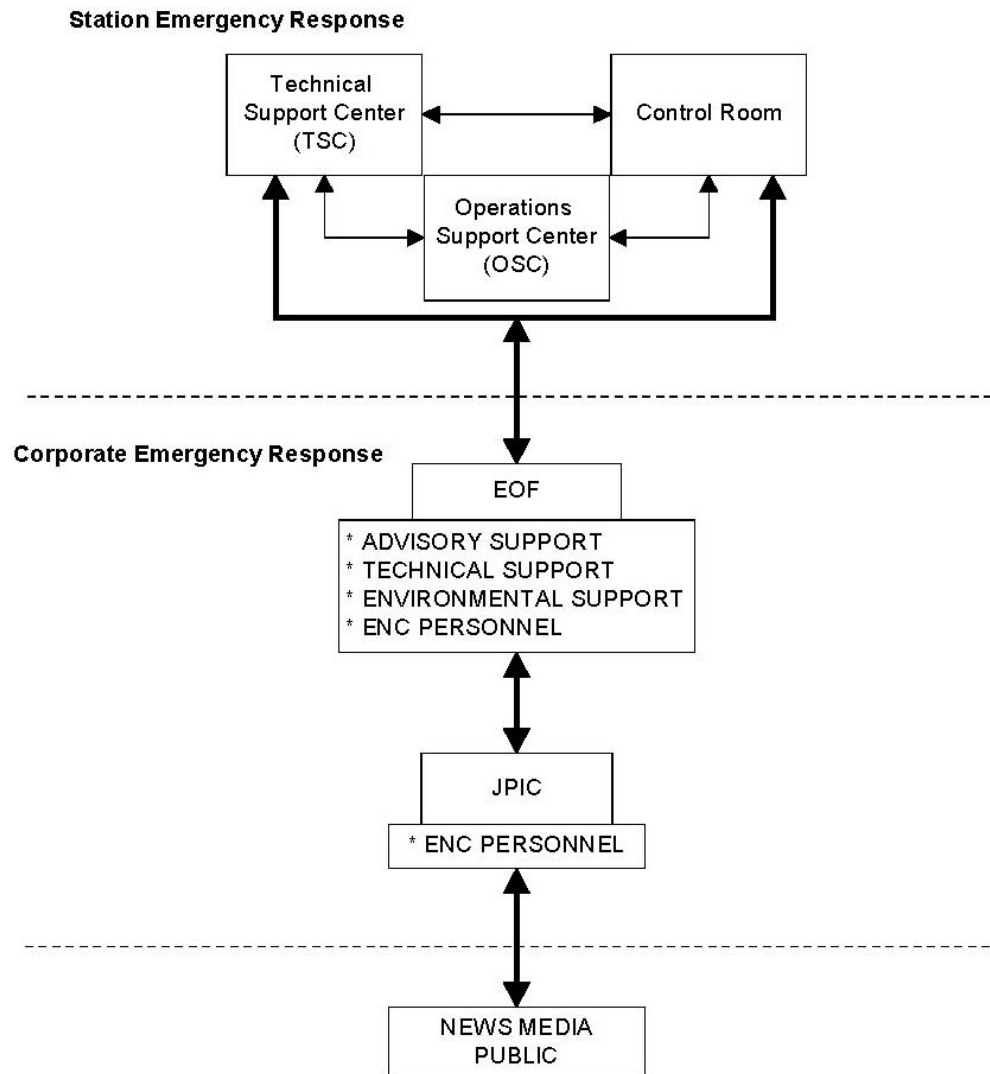 Station Emergency Response
Technical
Support Center
(TSC)
Control Room
Operations
Support Center
(OSC)
Corporate Emergency Response
EOF
* ADVISORY SUPPORT
* TECHNICAL SUPPORT
* ENVIRONMENTAL SUPPORT
* ENC PERSONNEL
JPIC
* ENC PERSONNEL
NEWS MEDIA
PUBLIC